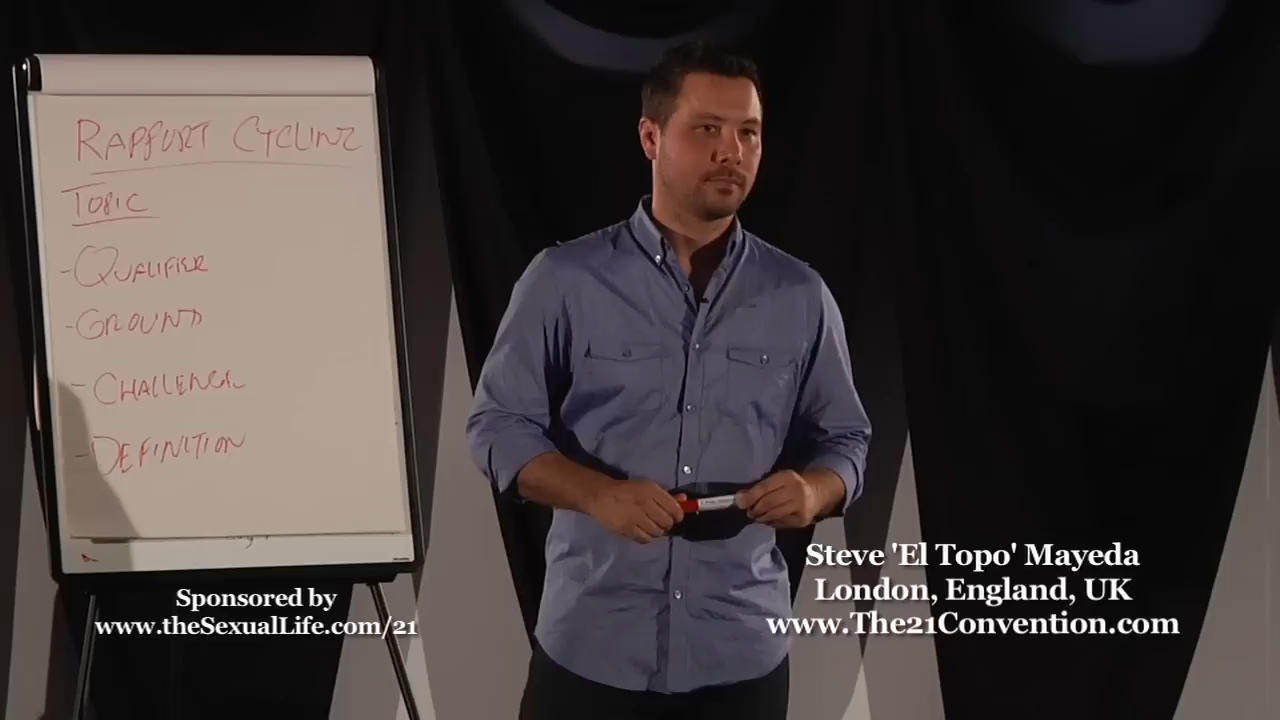 RAPPORT CYCLING
TOPIC
- QUALIFIER
- GROUND
- CHALLENGE
- DEFINITION
Sponsored by
www.theSexualLife.com/21
Steve 'El Topo' Mayeda
London, England, UK
www.The21Convention.com